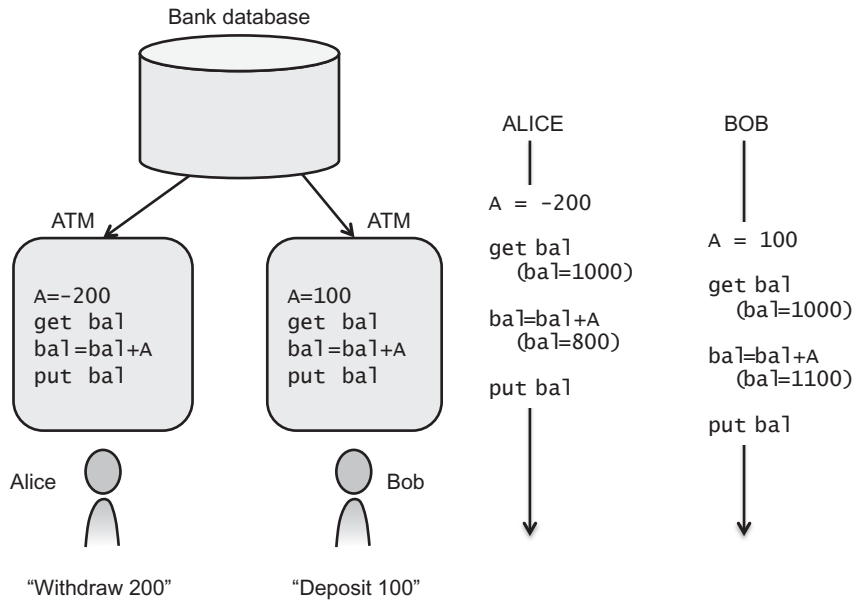 Bank database
ATM
A=-200
get bal
bal=bal+A
put bal
Alice
"Withdraw 200"
ATM
A=100
get bal
bal=bal+A
put bal
Bob
"Deposit 100"
ALICE
A = -200
get bal
(bal=1000)
bal=bal+A
(bal=800)
put bal
BOB
A = 100
get bal
(bal=1000)
bal=bal+A
(bal=1100)
put bal